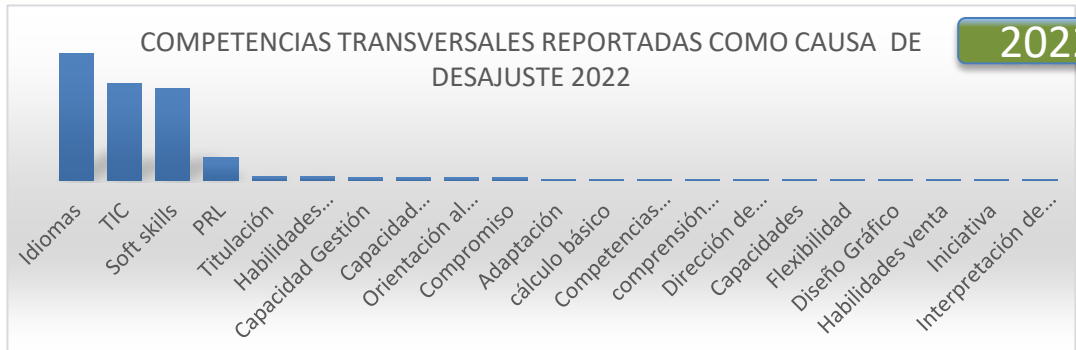 COMPETENCIAS TRANSVERSALES REPORTADAS COMO CAUSA DE
DESAJUSTE 2022
Idiomas
TIC
Soft skills
PRL
Titulación
Habilidades...
Capacidad Gestión
Capacidad...
Orientación al...
Compromiso
Adaptación
cálculo básico
Competencias...
comprensión...
Dirección de...
Capacidades
Flexibilidad
Diseño Gráfico
Habilidades venta
Iniciativa
Interpretación de...